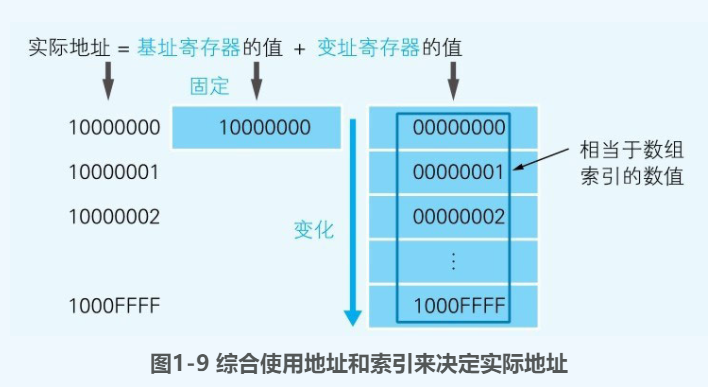 实际地址 = 基址寄存器的值 + 变址寄存器的值
固定
10000000 10000000 00000000
10000001 00000001
10000002 00000002
⋮
1000FFFF 1000FFFF
变化
相当于数组
索引的数值
图1-9 综合使用地址和索引来决定实际地址